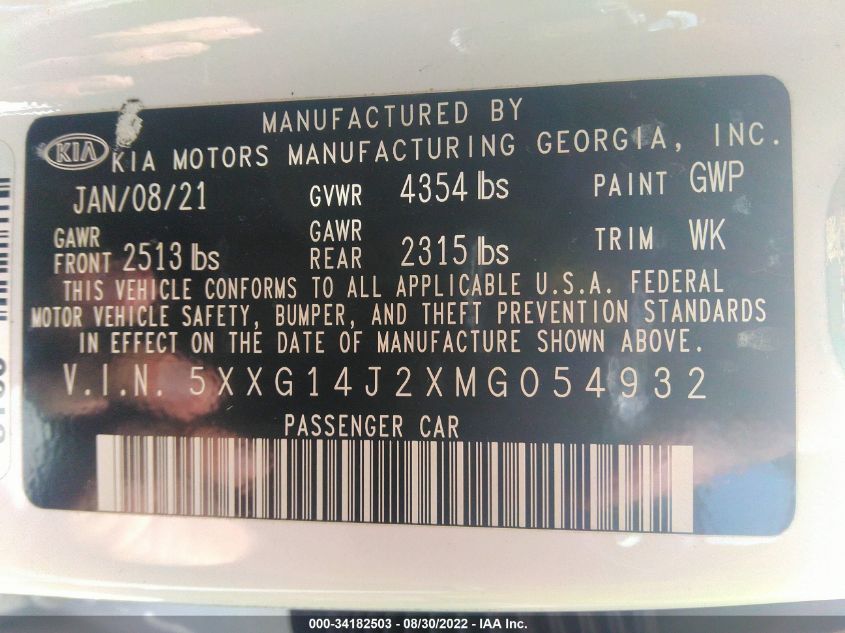 MANUFACTURED BY
KIA KIA MOTORS MANUFACTURING GEORGIA, INC.
JAN/08/21 GVWR 4354 lbs PAINT GWP
GAWR FRONT 2513 lbs GAWR REAR 2315 lbs TRIM WK
THIS VEHICLE CONFORMS TO ALL APPLICABLE U.S.A. FEDERAL
MOTOR VEHICLE SAFETY, BUMPER, AND THEFT PREVENTION STANDARDS
IN EFFECT ON THE DATE OF MANUFACTURE SHOWN ABOVE.
V.I.N. 5XXG14J2XMG054932
PASSENGER CAR
000-34182503 - 08/30/2022 - IAA Inc.